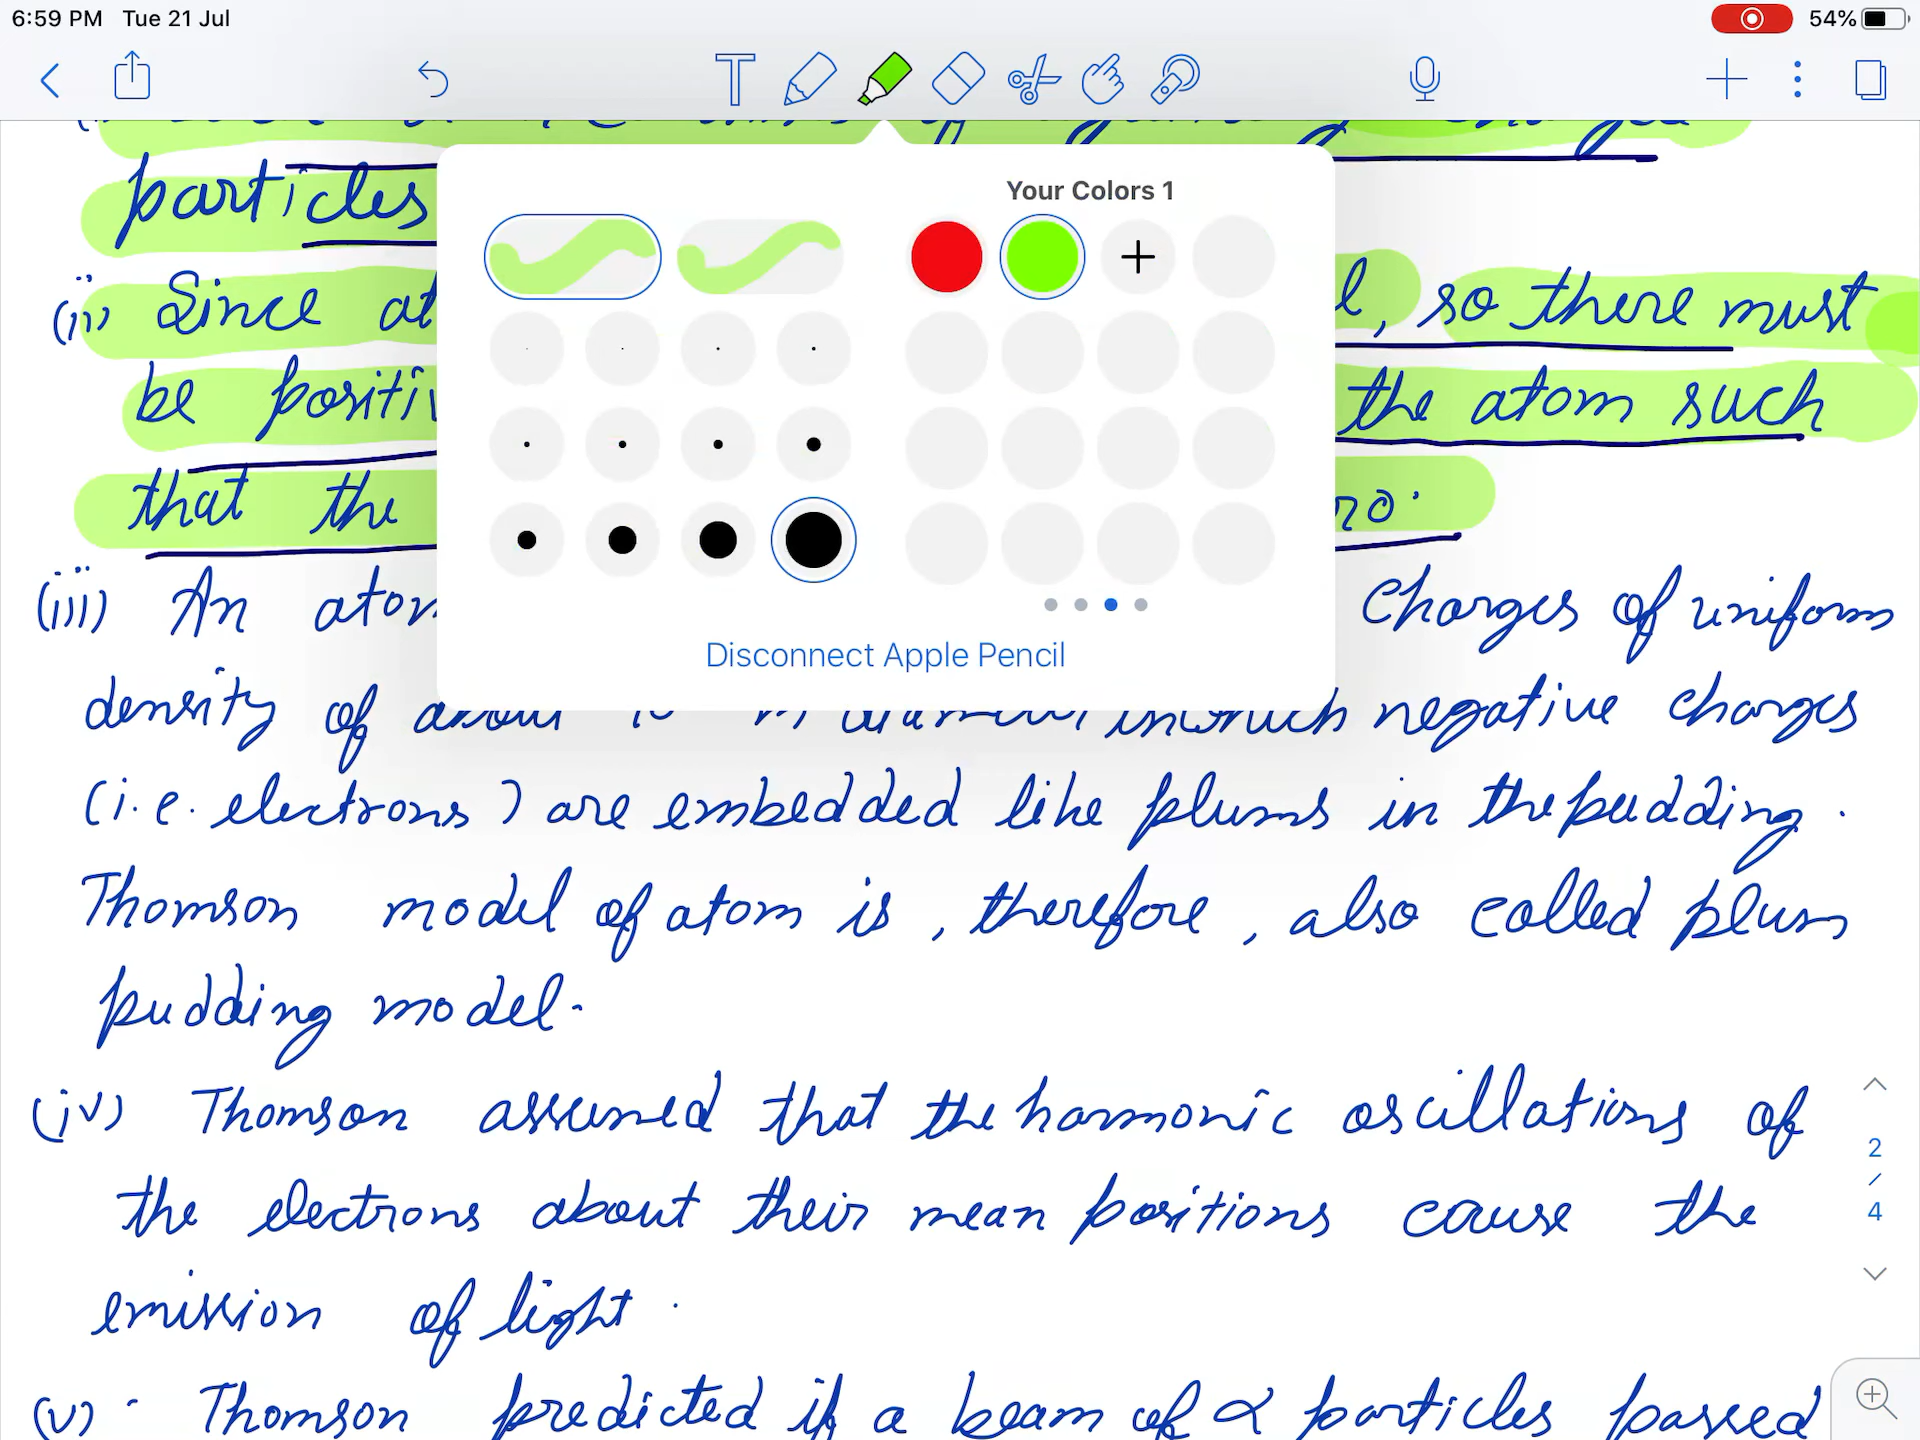 6:59 PM Tue 21 Jul 54%
Your Colors 1
particles
(ii) Since so there must
be the atom such
that the
(iii) An charges of uniform
density of about in which negative charges
(i.e. electrons) are embedded like plums in the pudding.
Thomson model of atom is, therefore, also called plum
pudding model.
(iv) Thomson assumed that the harmonic oscillations of
the electrons about their mean positions cause the
emission of light.
(v) Thomson predicted if a beam of α particles passed
Disconnect Apple Pencil
2
/
4